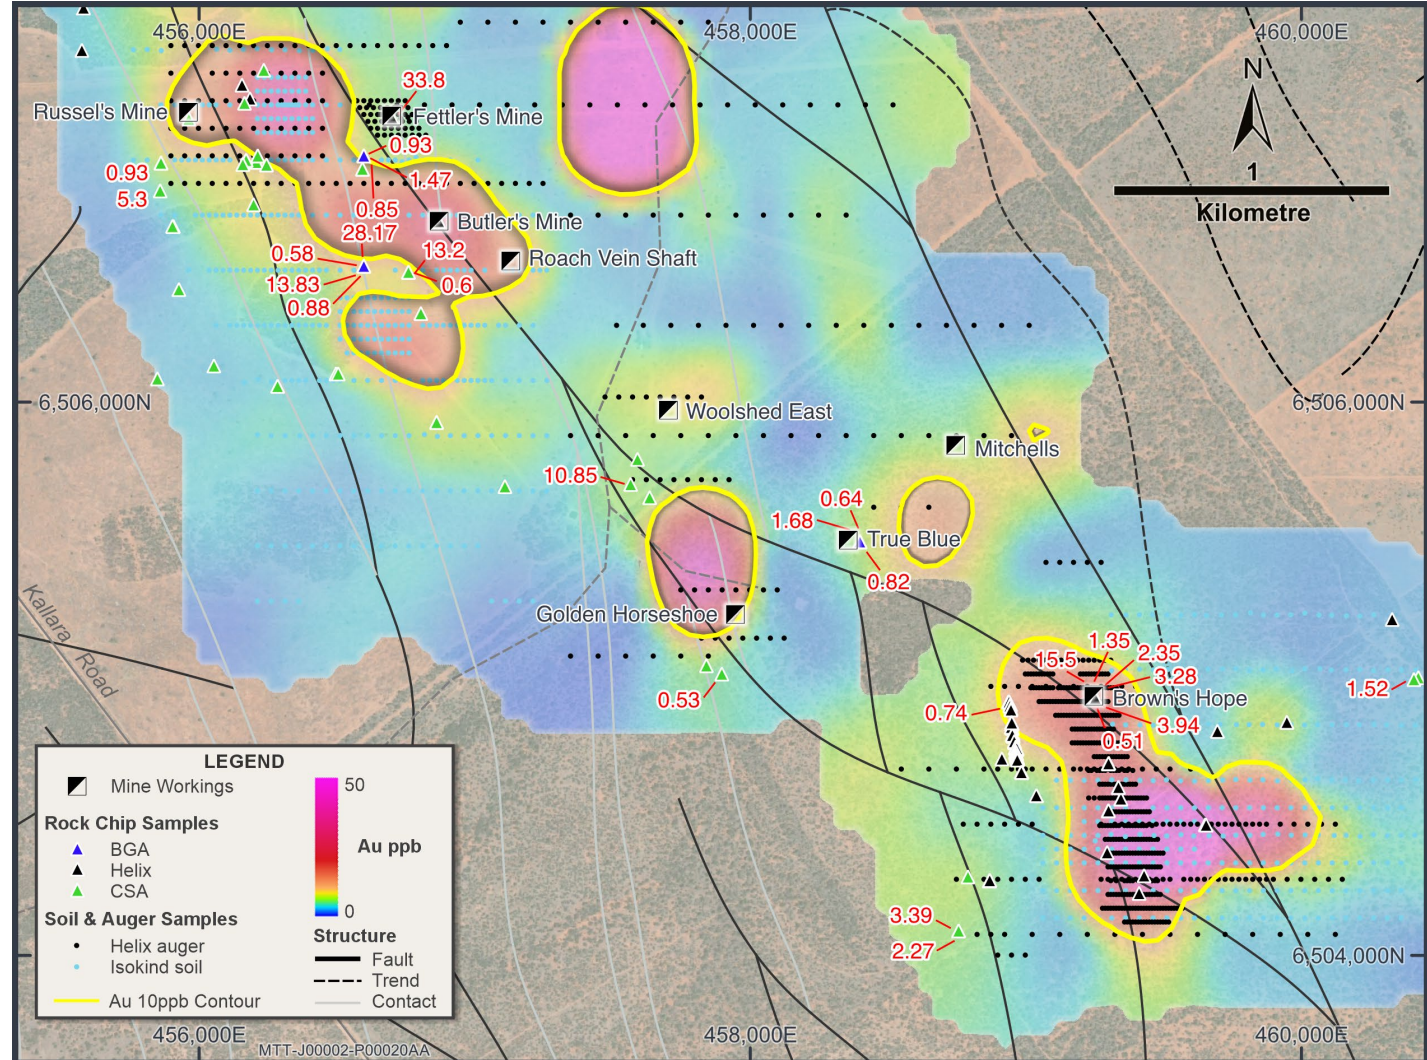 456,000E
458,000E
460,000E
N
1
Kilometre
33.8
Russel's Mine
Fettler's Mine
0.93
0.93
1.47
5.3
0.85
28.17
Butler's Mine
0.58
13.2
Roach Vein Shaft
13.83
0.6
0.88
6,506,000N
6,506,000N
Woolshed East
Mitchells
10.85
0.64
1.68
True Blue
0.82
Kallara
Road
Golden Horseshoe
1.35
15.5
2.35
3.28
0.53
1.52
Brown's Hope
0.74
3.94
0.51
LEGEND
Mine Workings
Rock Chip Samples
BGA
Helix
CSA
Soil & Auger Samples
Helix auger
Isokind soil
Au 10ppb Contour
50
Au ppb
0
Structure
Fault
Trend
Contact
3.39
2.27
6,504,000N
456,000E
458,000E
460,000E
MTT-J00002-P00020AA